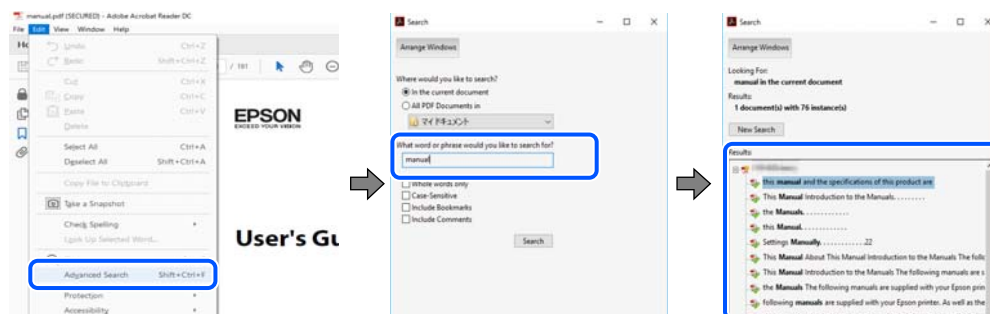 manual.pdf (SECURED) - Adobe Acrobat Reader DC
File Edit View Window Help
Undo Ctrl+Z
Redo Shift+Ctrl+Z
Cut Ctrl+X
Copy Ctrl+C
Paste Ctrl+V
Delete
Select All Ctrl+A
Deselect All Shift+Ctrl+A
Copy File to Clipboard
Take a Snapshot
Check Spelling
Look Up Selected Word...
Advanced Search Shift+Ctrl+F
Protection
Accessibility
/ 191
EPSON
EXCEED YOUR VISION
User's Gu
Search
Arrange Windows
Where would you like to search?
In the current document
All PDF Documents in
マイ ドキュメント
What word or phrase would you like to search for?
manual
Whole words only
Case-Sensitive
Include Bookmarks
Include Comments
Search
Search
Arrange Windows
Looking For:
manual in the current document
Results:
1 document(s) with 76 instance(s)
New Search
Results:
this manual and the specifications of this product are
This Manual Introduction to the Manuals.........
the Manuals.............
this Manual.............
Settings Manually.............22
This Manual About This Manual Introduction to the Manuals The follo
This Manual Introduction to the Manuals The following manuals are s
the Manuals The following manuals are supplied with your Epson prin
following manuals are supplied with your Epson printer. As well as the